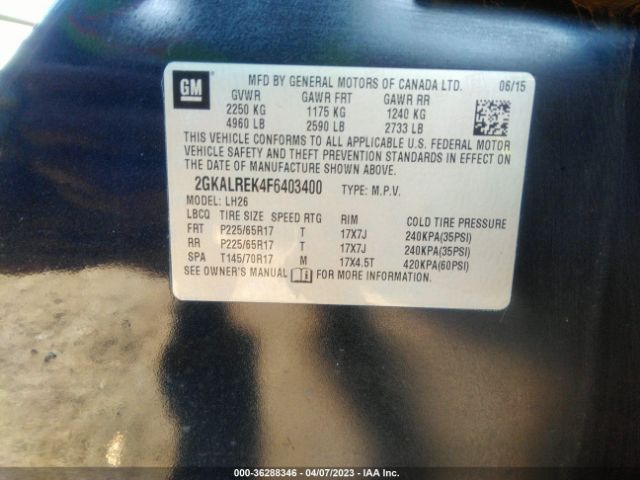 GM
MFD BY GENERAL MOTORS OF CANADA LTD. 06/15
GVWR GAWR FRT GAWR RR
2250 KG 1175 KG 1240 KG
4960 LB 2590 LB 2733 LB
THIS VEHICLE CONFORMS TO ALL APPLICABLE U.S. FEDERAL MOTOR
VEHICLE SAFETY AND THEFT PREVENTION STANDARDS IN EFFECT ON
THE DATE OF MANUFACTURE SHOWN ABOVE.
2GKALREK4F6403400 TYPE: M.P.V.
MODEL: LH26
LBCQ TIRE SIZE SPEED RTG RIM COLD TIRE PRESSURE
FRT P225/65R17 T 17X7J 240KPA(35PSI)
RR P225/65R17 T 17X7J 240KPA(35PSI)
SPA T145/70R17 M 17X4.5T 420KPA(60PSI)
SEE OWNER'S MANUAL FOR MORE INFORMATION.
000-36288346 - 04/07/2023 - IAA Inc.